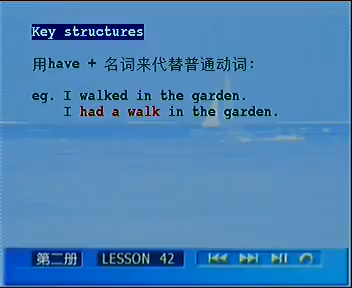 Key structures
用have + 名词来代替普通动词:
eg. I walked in the garden.
I had a walk in the garden.
第二册 LESSON 42